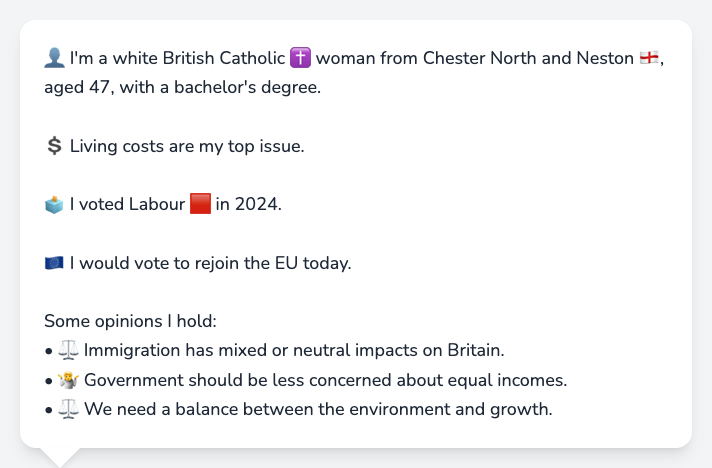 👤 I'm a white British Catholic ✝️ woman from Chester North and Neston 🏴󠁧󠁢󠁥󠁮󠁧󠁿,
aged 47, with a bachelor's degree.
💲 Living costs are my top issue.
🗳️ I voted Labour 🟥 in 2024.
🇪🇺 I would vote to rejoin the EU today.
Some opinions I hold:
• ⚖️ Immigration has mixed or neutral impacts on Britain.
• 🤷 Government should be less concerned about equal incomes.
• ⚖️ We need a balance between the environment and growth.